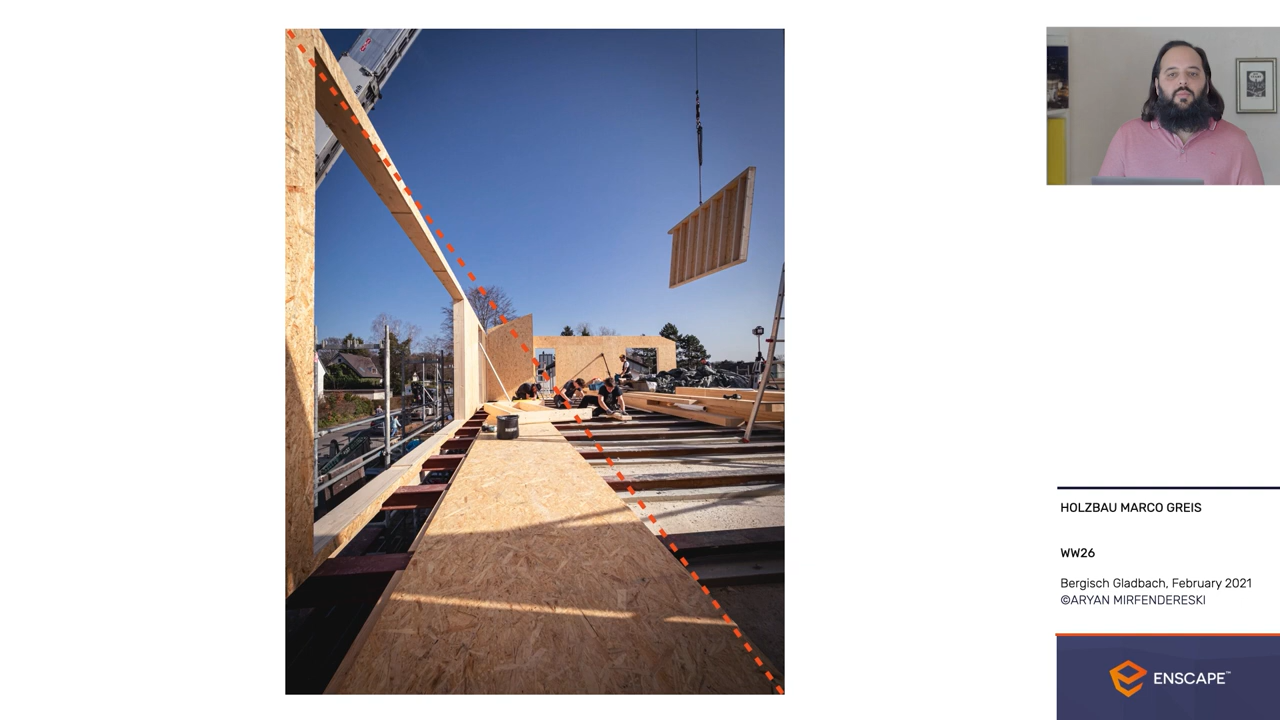 HOLZBAU MARCO GREIS
WW26
Bergisch Gladbach, February 2021
©ARYAN MIRFENDERESKI
ENSCAPE™